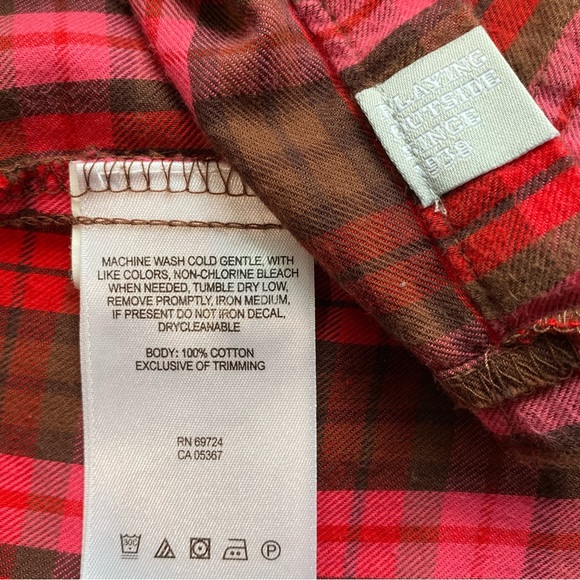 PLAYING
OUTSIDE
SINCE
1989
MACHINE WASH COLD GENTLE, WITH
LIKE COLORS, NON-CHLORINE BLEACH
WHEN NEEDED, TUMBLE DRY LOW,
REMOVE PROMPTLY, IRON MEDIUM,
IF PRESENT DO NOT IRON DECAL,
DRYCLEANABLE
BODY: 100% COTTON
EXCLUSIVE OF TRIMMING
RN 69724
CA 05367
30C
P